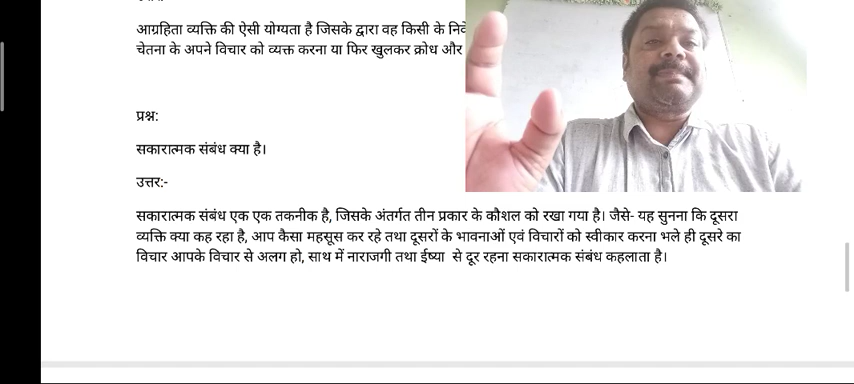 आग्रहिता व्यक्ति की ऐसी योग्यता है जिसके द्वारा वह किसी के
चेतना के अपने विचार को व्यक्त करना या फिर खुलकर क्रोध और
प्रश्न:
सकारात्मक संबंध क्या है।
उत्तर:-
सकारात्मक संबंध एक एक तकनीक है, जिसके अंतर्गत तीन प्रकार के कौशल को रखा गया है। जैसे- यह सुनना कि दूसरा
व्यक्ति क्या कह रहा है, आप कैसा महसूस कर रहे तथा दूसरों के भावनाओं एवं विचारों को स्वीकार करना भले ही दूसरे का
विचार आपके विचार से अलग हो, साथ में नाराजगी तथा ईष्या से दूर रहना सकारात्मक संबंध कहलाता है।